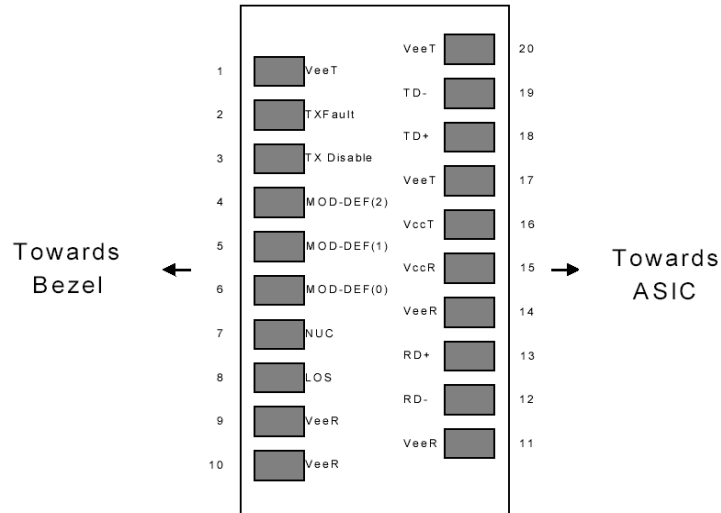 VeeT 20
1 VeeT
TD- 19
2 TXFault
TD+ 18
3 TX Disable
VeeT 17
4 MOD-DEF(2)
VccT 16
5 MOD-DEF(1)
Towards
Bezel
VccR 15
Towards
ASIC
6 MOD-DEF(0)
VeeR 14
7 NUC
RD+ 13
8 LOS
RD- 12
9 VeeR
VeeR 11
10 VeeR